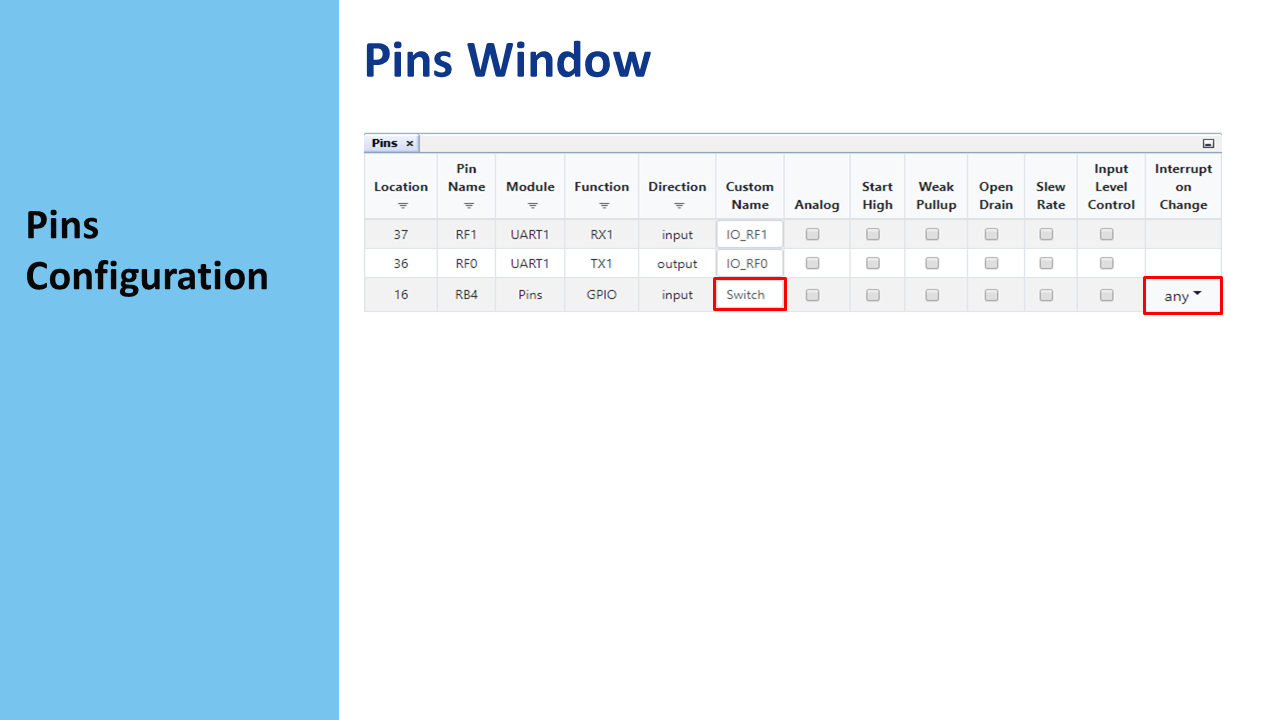 Pins Window
Pins
Configuration
Pins ×
Location Pin Name Module Function Direction Custom Name Analog Start High Weak Pullup Open Drain Slew Rate Input Level Control Interrupt on Change
37 RF1 UART1 RX1 input IO_RF1
36 RF0 UART1 TX1 output IO_RF0
16 RB4 Pins GPIO input Switch any